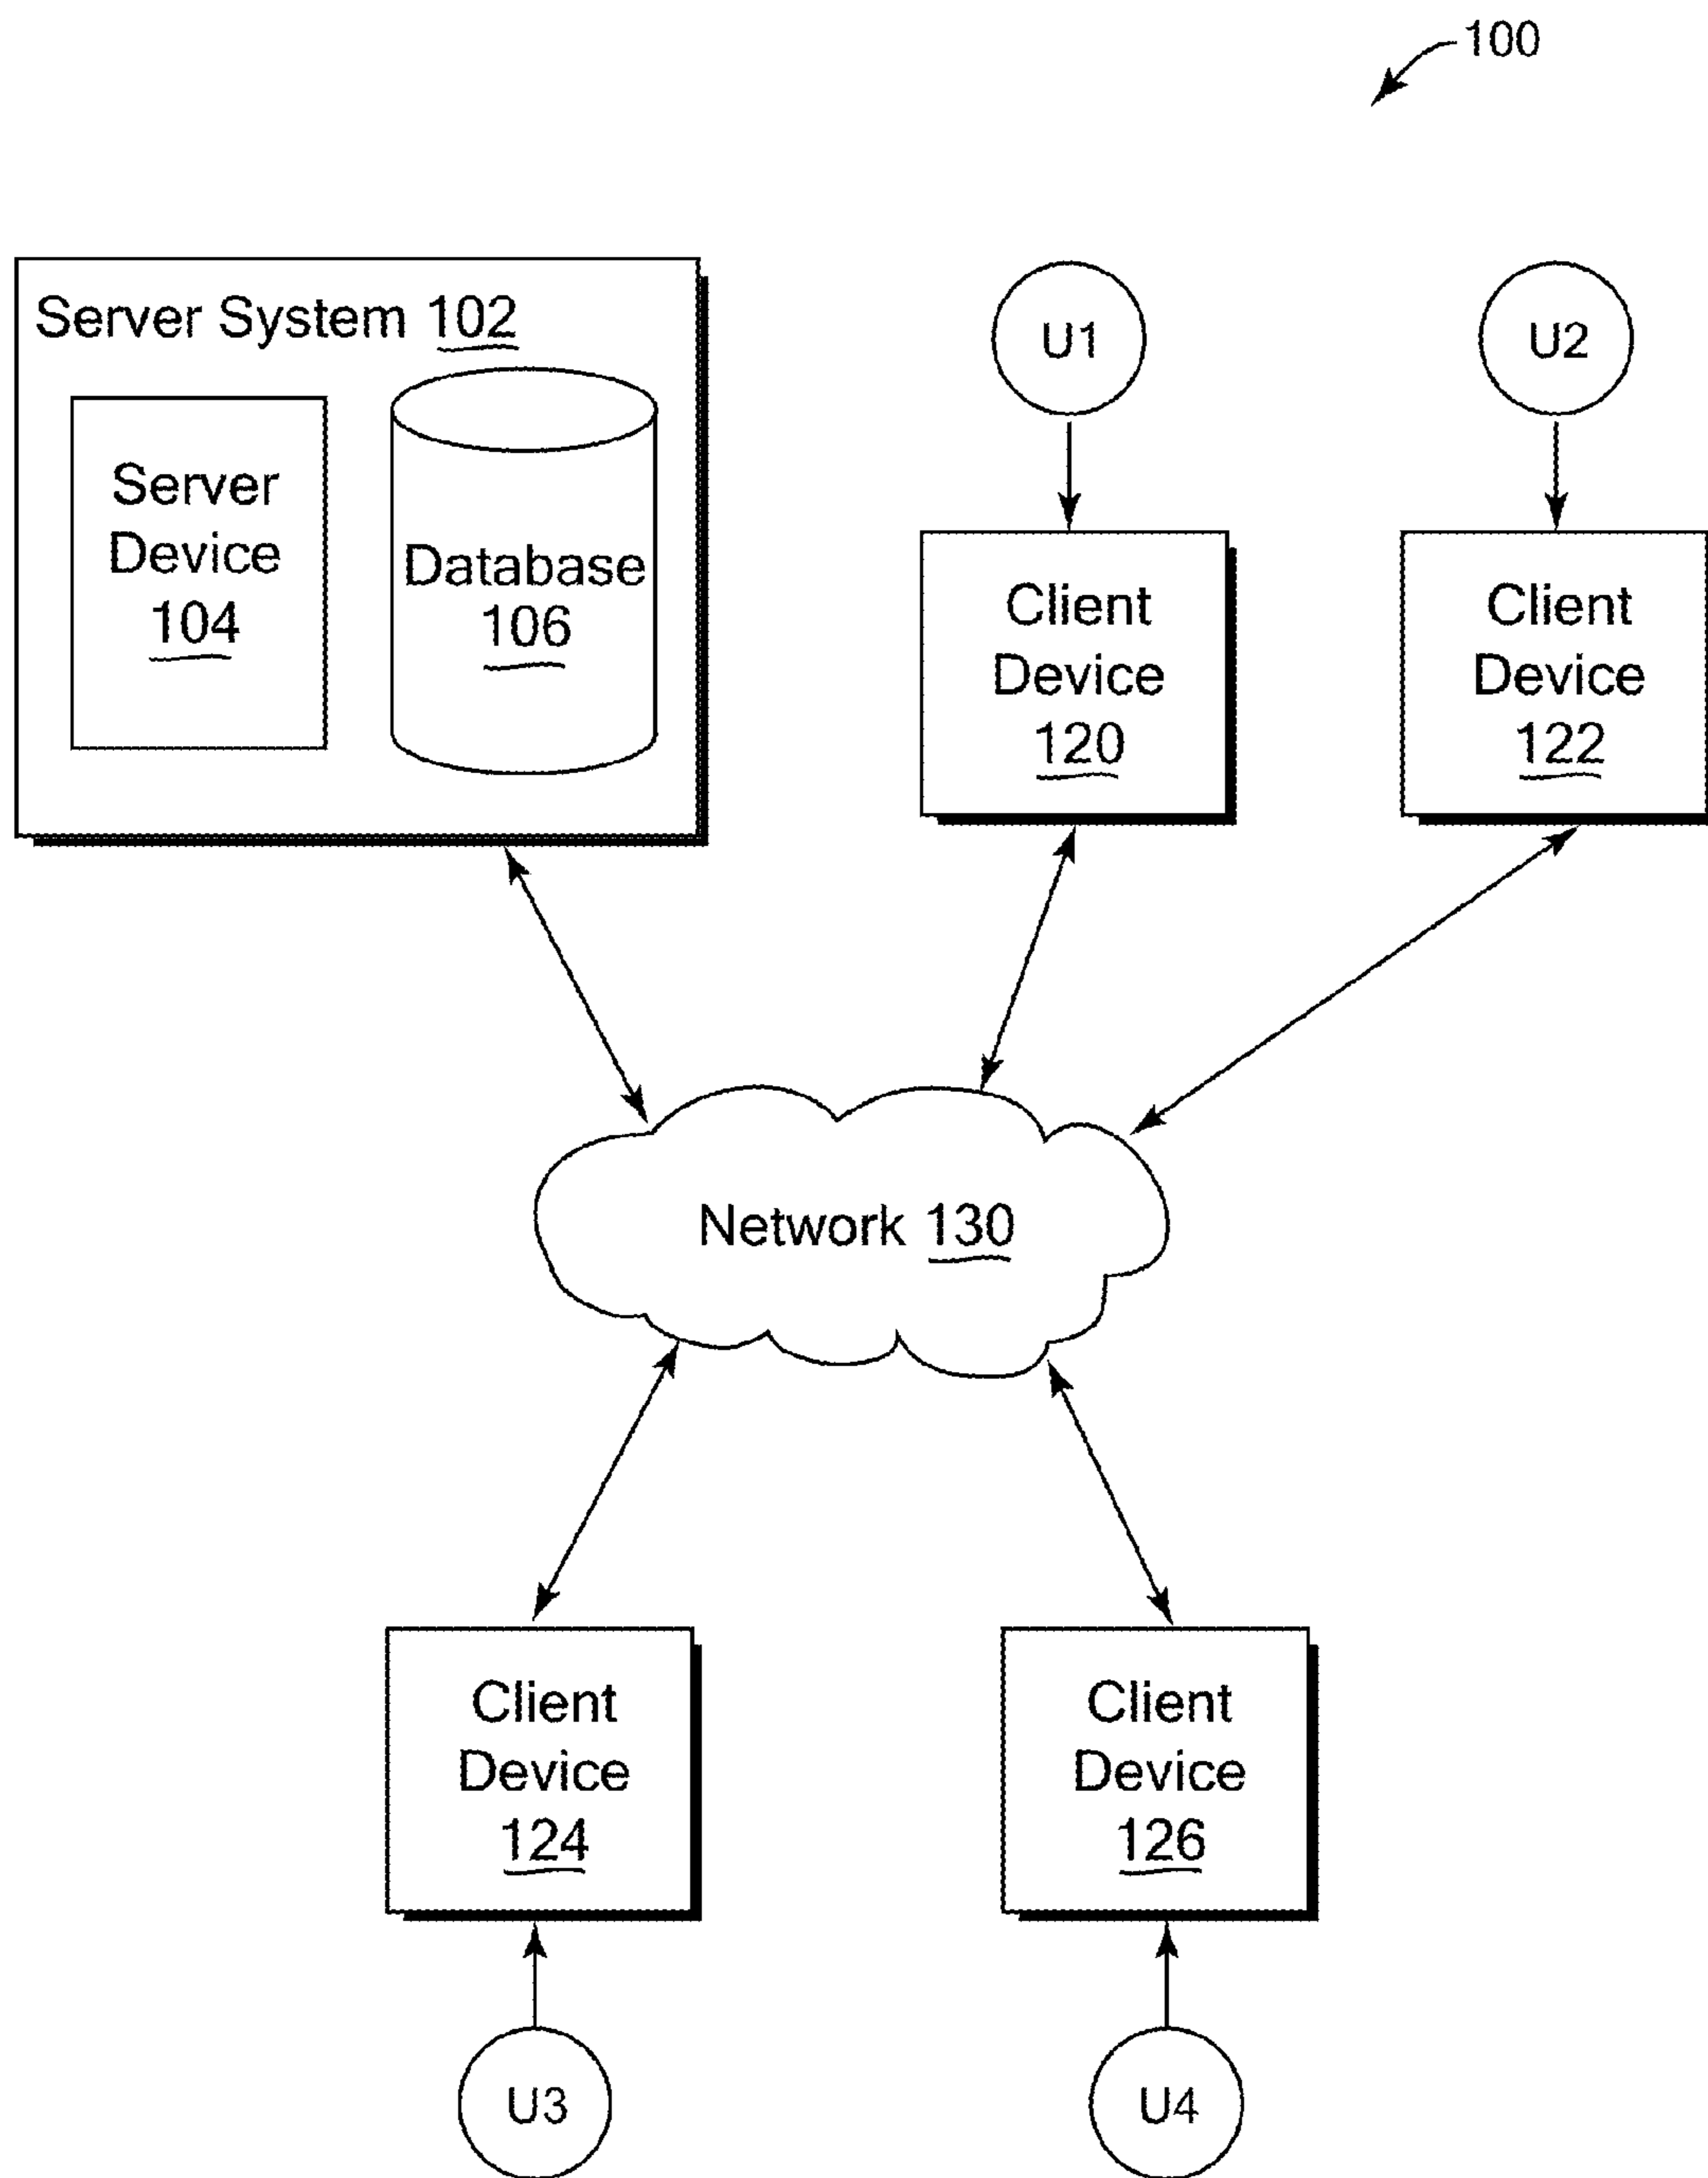 100
Server System 102
Server
Device
104
Database
106
U1
U2
Client
Device
120
Client
Device
122
Network 130
Client
Device
124
Client
Device
126
U3
U4